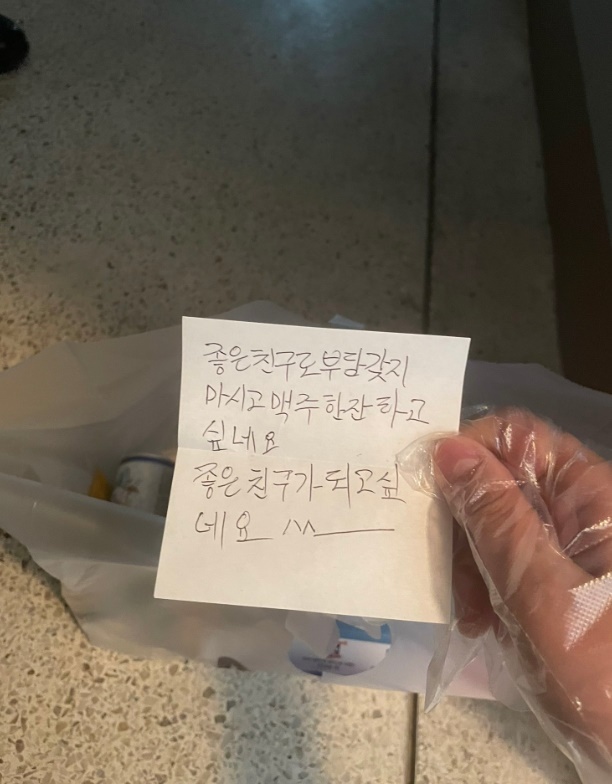 좋은친구로부담갖지
마시고맥주한잔하고
싶네요
좋은친구가되고싶
네요 ^^